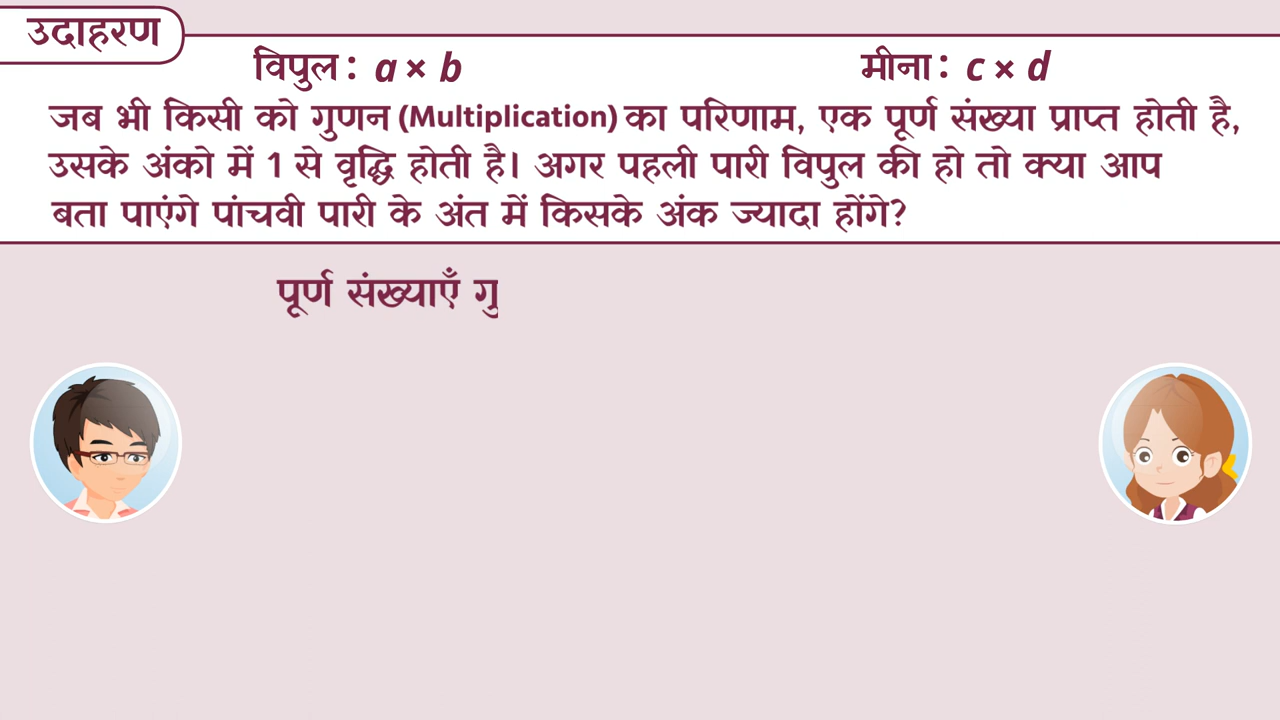 उदाहरण
विपुल : a × b
मीना : c × d
जब भी किसी को गुणन (Multiplication) का परिणाम, एक पूर्ण संख्या प्राप्त होती है,
उसके अंको में 1 से वृद्धि होती है। अगर पहली पारी विपुल की हो तो क्या आप
बता पाएंगे पांचवी पारी के अंत में किसके अंक ज्यादा होंगे?
पूर्ण संख्याएँ गु